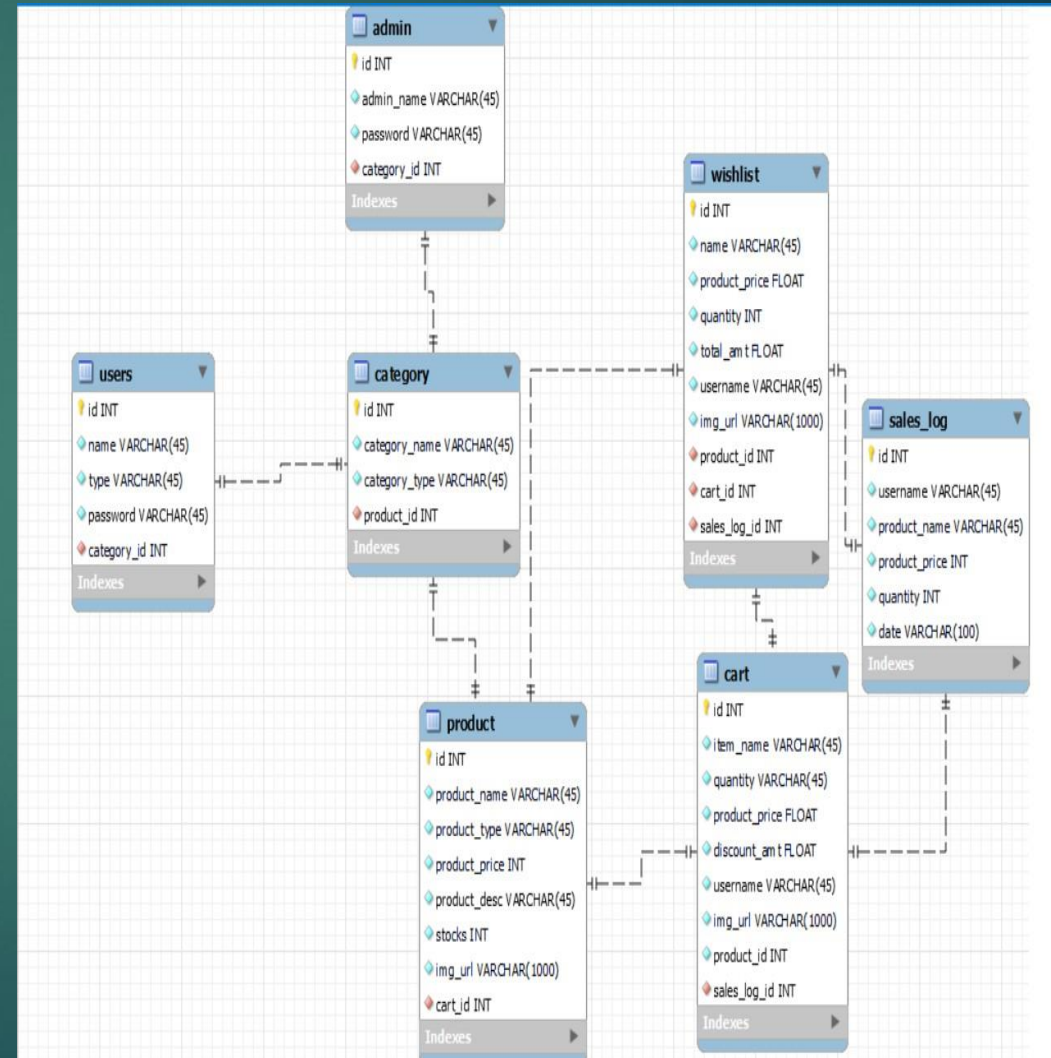 admin
id INT
admin_name VARCHAR(45)
password VARCHAR(45)
category_id INT
Indexes
wishlist
id INT
name VARCHAR(45)
product_price FLOAT
quantity INT
total_amt FLOAT
username VARCHAR(45)
img_url VARCHAR(1000)
product_id INT
cart_id INT
sales_log_id INT
Indexes
users
id INT
name VARCHAR(45)
type VARCHAR(45)
password VARCHAR(45)
category_id INT
Indexes
category
id INT
category_name VARCHAR(45)
category_type VARCHAR(45)
product_id INT
Indexes
sales_log
id INT
username VARCHAR(45)
product_name VARCHAR(45)
product_price INT
quantity INT
date VARCHAR(100)
Indexes
product
id INT
product_name VARCHAR(45)
product_type VARCHAR(45)
product_price INT
product_desc VARCHAR(45)
stocks INT
img_url VARCHAR(1000)
cart_id INT
Indexes
cart
id INT
item_name VARCHAR(45)
quantity VARCHAR(45)
product_price FLOAT
discount_amt FLOAT
username VARCHAR(45)
img_url VARCHAR(1000)
product_id INT
sales_log_id INT
Indexes